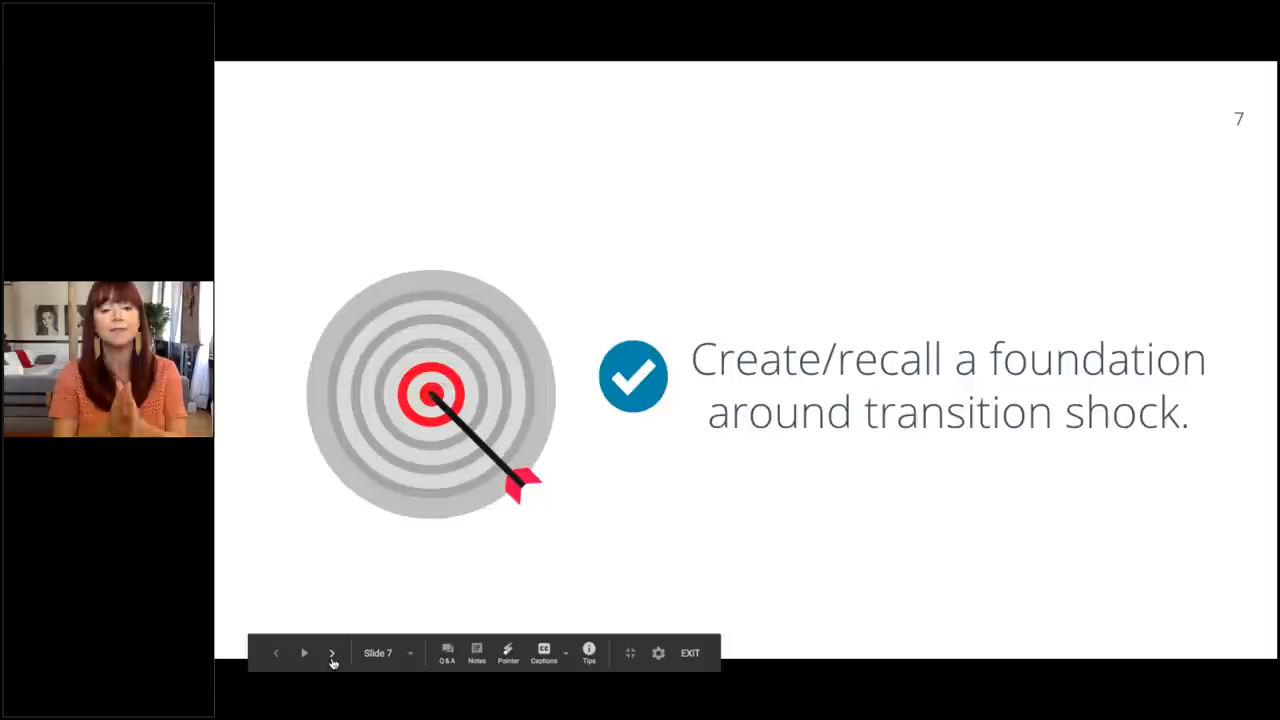 7
Create/recall a foundation
around transition shock.
Slide 7
Q&A
Notes
Pointer
Captions
Tips
EXIT